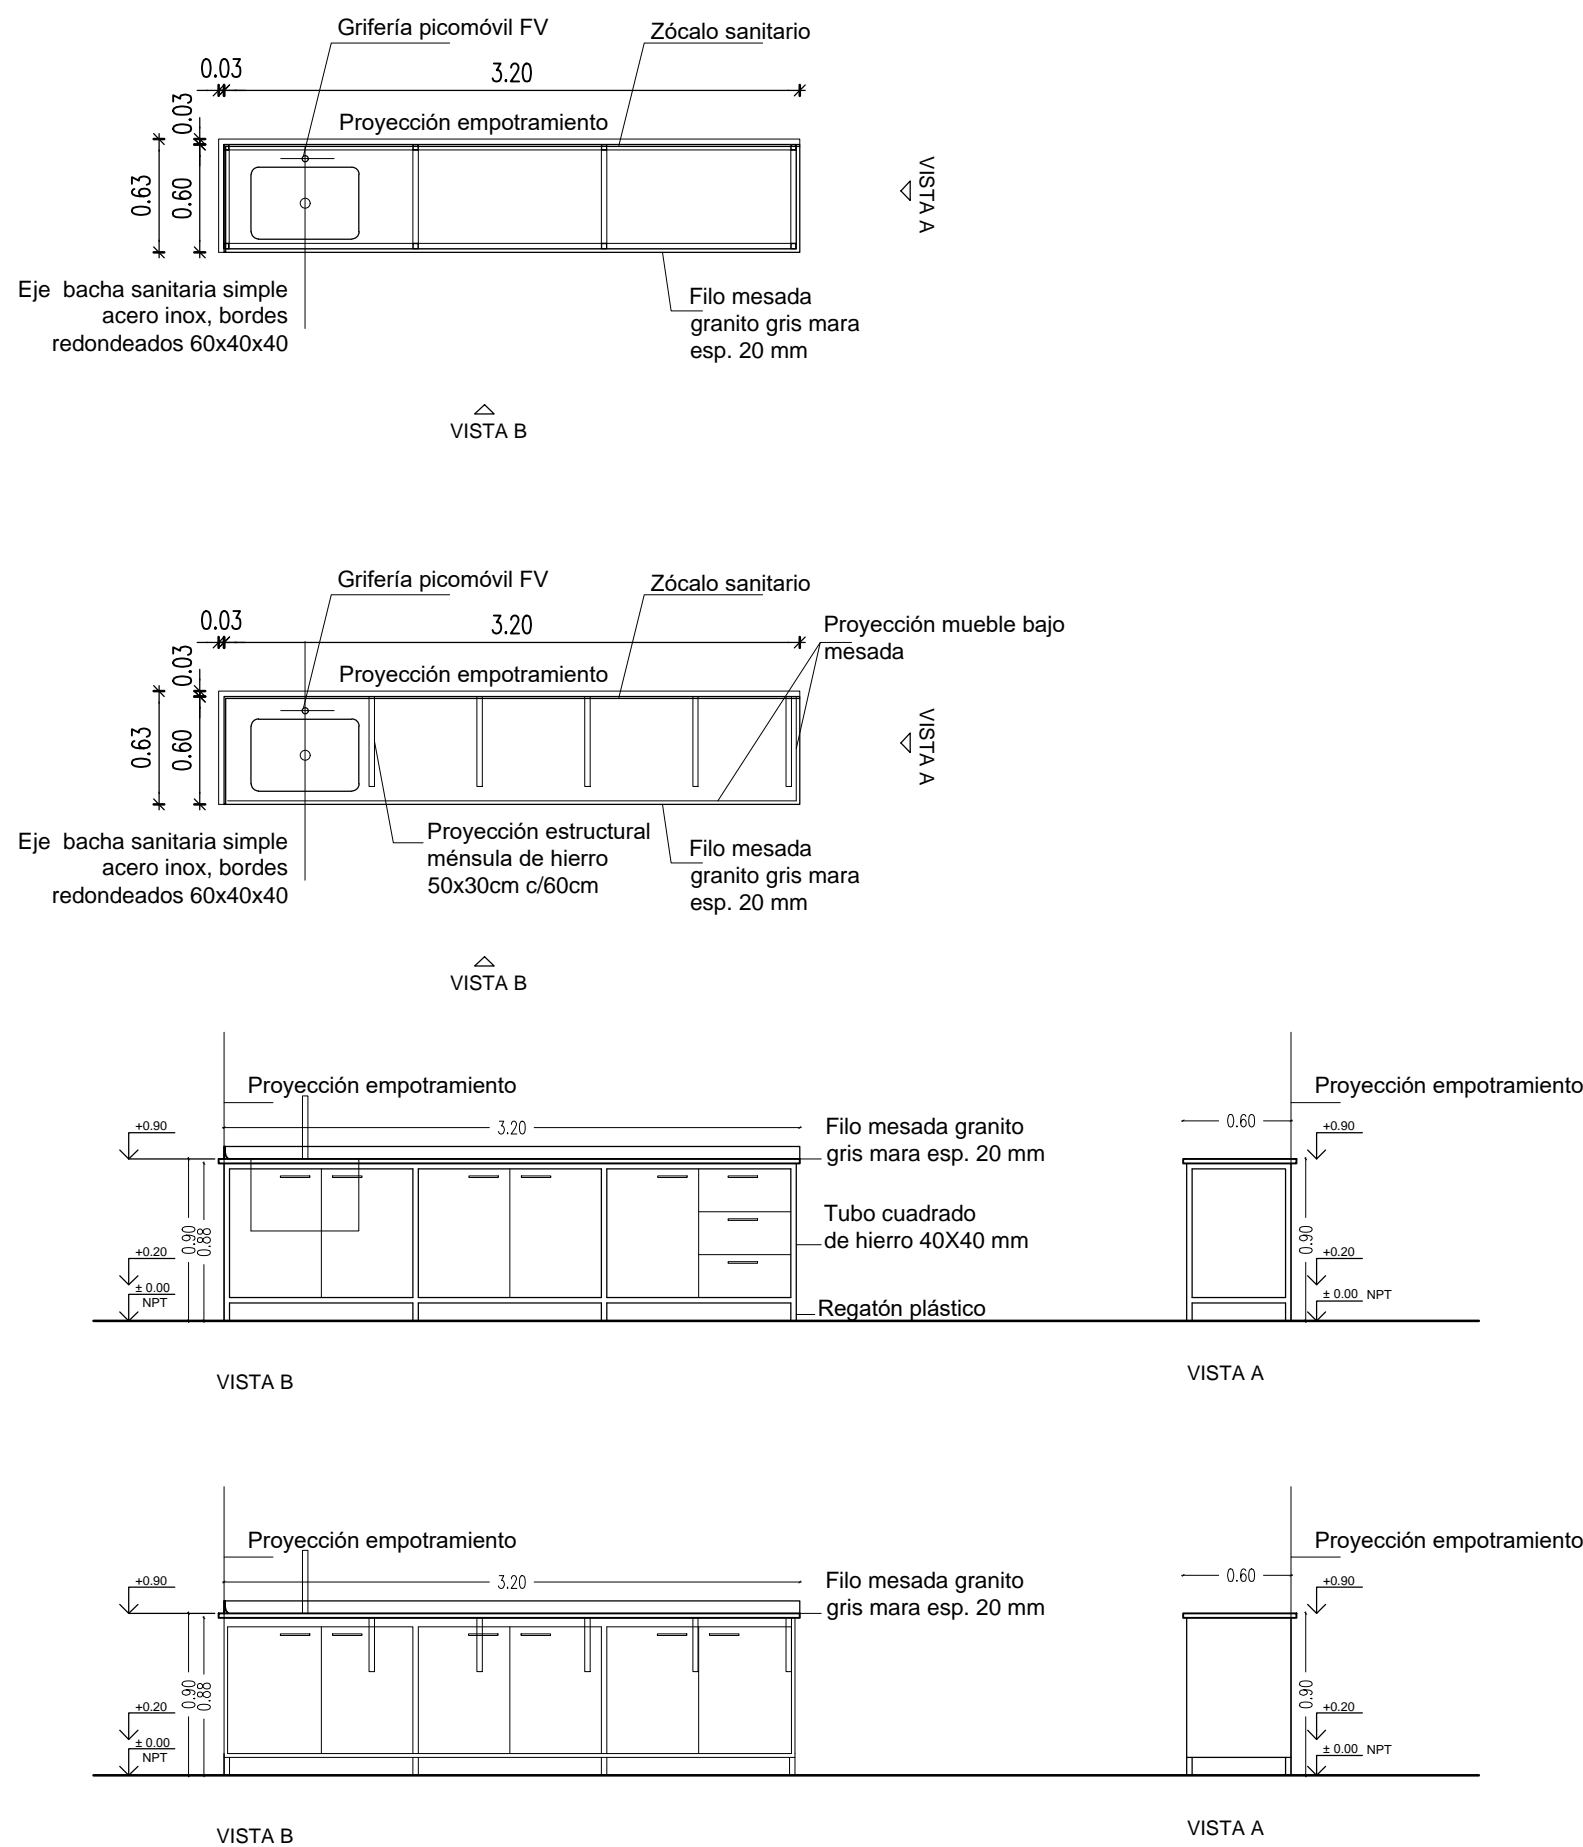 Grifería picomóvil FV
Zócalo sanitario
0.03
3.20
0.03
Proyección empotramiento
0.63
0.60
VISTA A
Eje bacha sanitaria simple
acero inox, bordes
redondeados 60x40x40
Filo mesada
granito gris mara
esp. 20 mm
VISTA B
Grifería picomóvil FV
Zócalo sanitario
0.03
3.20
Proyección mueble bajo
mesada
0.03
Proyección empotramiento
0.63
0.60
VISTA A
Eje bacha sanitaria simple
acero inox, bordes
redondeados 60x40x40
Proyección estructural
ménsula de hierro
50x30cm c/60cm
Filo mesada
granito gris mara
esp. 20 mm
VISTA B
Proyección empotramiento
+0.90
3.20
Filo mesada granito
gris mara esp. 20 mm
Tubo cuadrado
de hierro 40X40 mm
0.90
0.88
+0.20
± 0.00
NPT
Regatón plástico
VISTA B
Proyección empotramiento
0.60
+0.90
0.90
+0.20
± 0.00 NPT
VISTA A
Proyección empotramiento
+0.90
3.20
Filo mesada granito
gris mara esp. 20 mm
0.90
0.88
+0.20
± 0.00
NPT
VISTA B
Proyección empotramiento
0.60
+0.90
0.90
+0.20
± 0.00 NPT
VISTA A